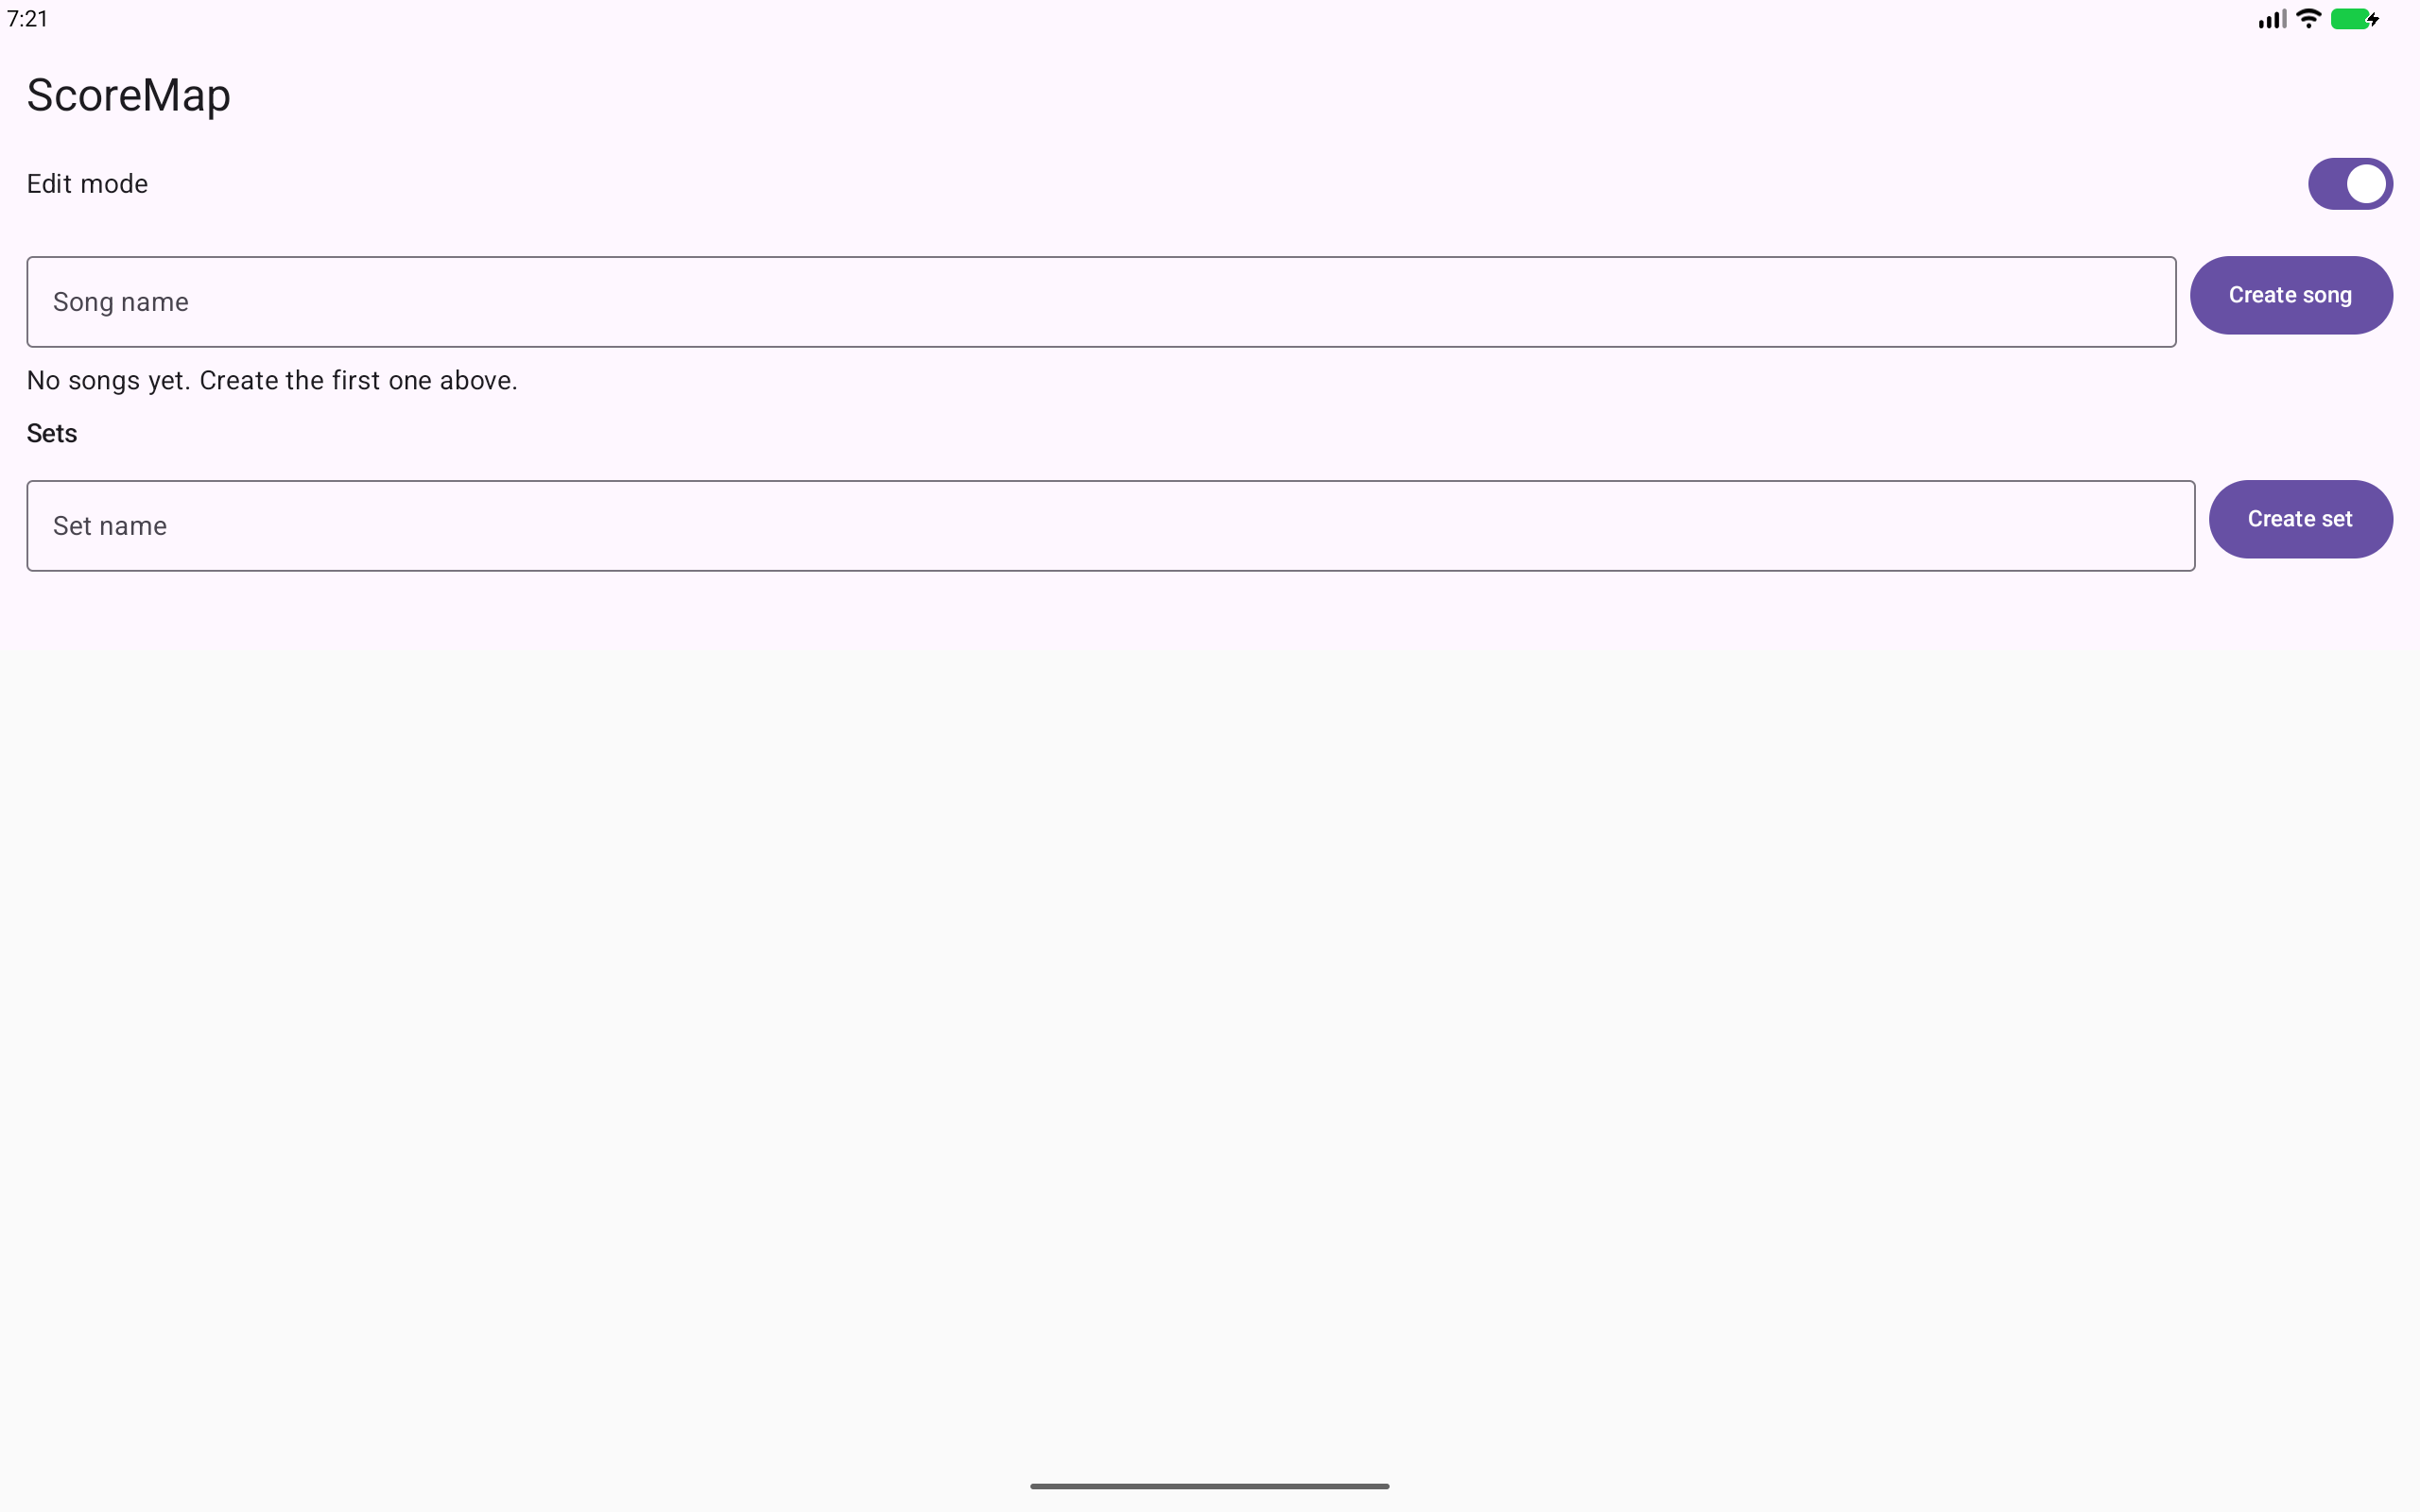 7:21
ScoreMap
Edit mode
Song name
Create song
No songs yet. Create the first one above.
Sets
Set name
Create set